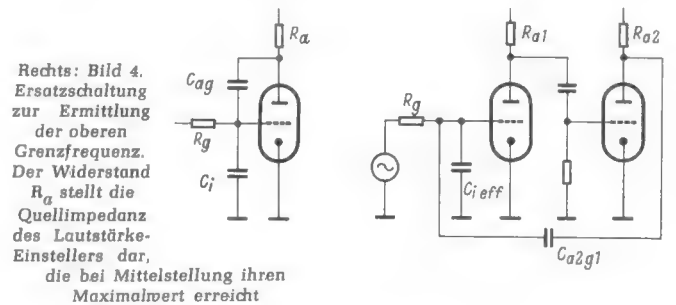 Rechts: Bild 4.
Ersatzschaltung
zur Ermittlung
der oberen
Grenzfrequenz.
Der Widerstand
Ra stellt die
Quellimpedanz
des Lautstärke-
Einstellers dar,
die bei Mittelstellung ihren
Maximalwert erreicht
Ra
Cag
Rg
Ci
Ra1
Ra2
Rg
Ci eff
Ca2g1